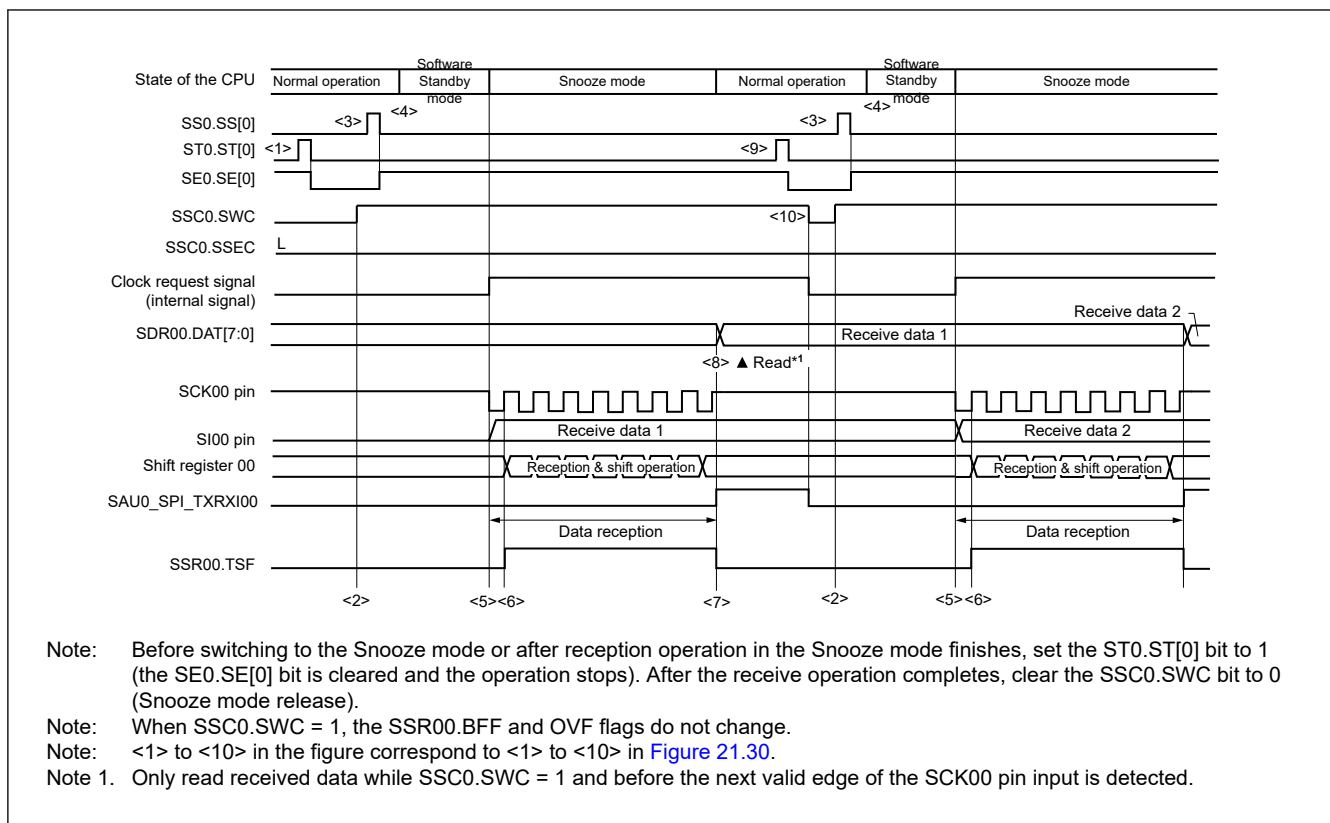 State of the CPU
Normal operation
Software Standby mode
Snooze mode
Normal operation
Software Standby mode
Snooze mode
<4>
<4>
SS0.SS[0]
<3>
<3>
ST0.ST[0]
<1>
<9>
SE0.SE[0]
SSC0.SWC
<10>
SSC0.SSEC
L
Clock request signal
(internal signal)
Receive data 2
SDR00.DAT[7:0]
Receive data 1
<8> ▲ Read*1
SCK00 pin
SI00 pin
Receive data 1
Receive data 2
Shift register 00
Reception & shift operation
Reception & shift operation
SAU0_SPI_TXRXI00
Data reception
Data reception
SSR00.TSF
<2>
<5><6>
<7>
<2>
<5><6>
Note: Before switching to the Snooze mode or after reception operation in the Snooze mode finishes, set the ST0.ST[0] bit to 1
(the SE0.SE[0] bit is cleared and the operation stops). After the receive operation completes, clear the SSC0.SWC bit to 0
(Snooze mode release).
Note: When SSC0.SWC = 1, the SSR00.BFF and OVF flags do not change.
Note: <1> to <10> in the figure correspond to <1> to <10> in Figure 21.30.
Note 1. Only read received data while SSC0.SWC = 1 and before the next valid edge of the SCK00 pin input is detected.